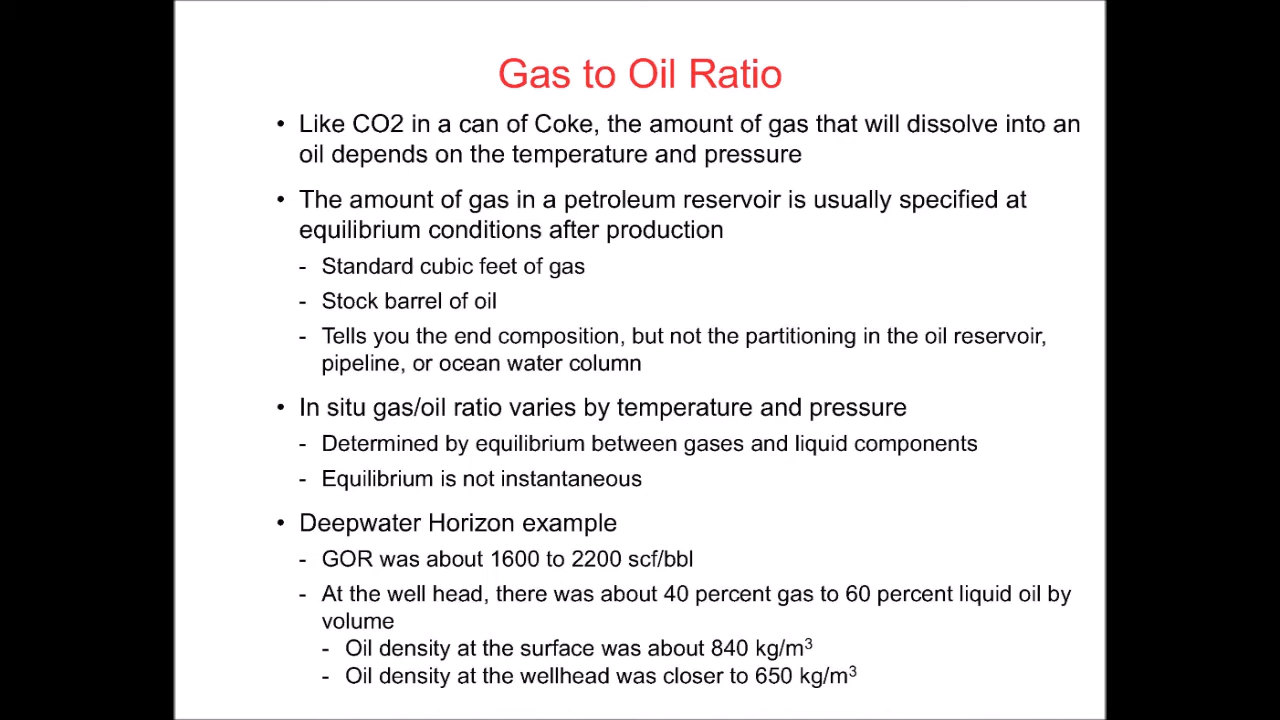 Gas to Oil Ratio
• Like CO2 in a can of Coke, the amount of gas that will dissolve into an
oil depends on the temperature and pressure
• The amount of gas in a petroleum reservoir is usually specified at
equilibrium conditions after production
- Standard cubic feet of gas
- Stock barrel of oil
- Tells you the end composition, but not the partitioning in the oil reservoir,
pipeline, or ocean water column
• In situ gas/oil ratio varies by temperature and pressure
- Determined by equilibrium between gases and liquid components
- Equilibrium is not instantaneous
• Deepwater Horizon example
- GOR was about 1600 to 2200 scf/bbl
- At the well head, there was about 40 percent gas to 60 percent liquid oil by
volume
- Oil density at the surface was about 840 kg/m³
- Oil density at the wellhead was closer to 650 kg/m³